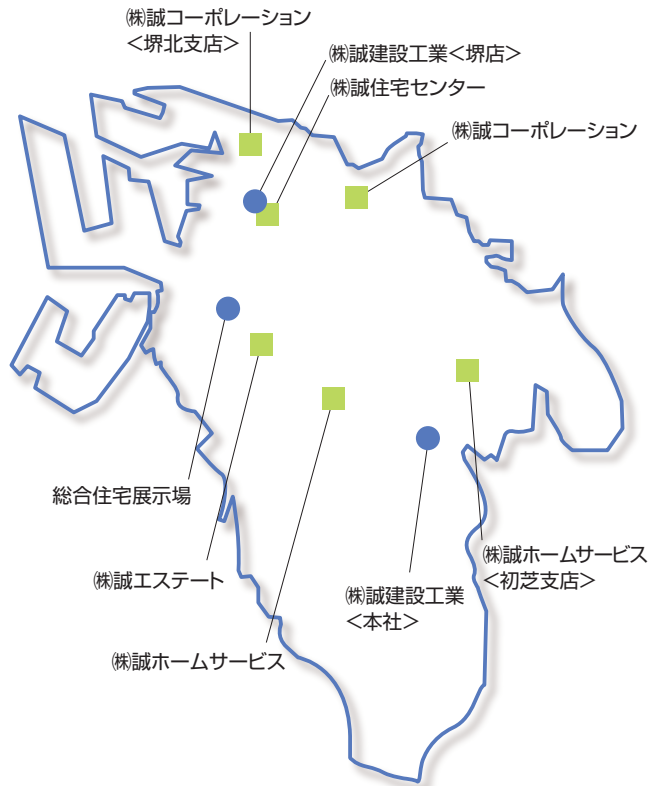 ㈱誠コーポレーション
<堺北支店>
㈱誠建設工業<堺店>
㈱誠住宅センター
㈱誠コーポレーション
総合住宅展示場
㈱誠エステート
㈱誠ホームサービス
㈱誠建設工業
<本社>
㈱誠ホームサービス
<初芝支店>